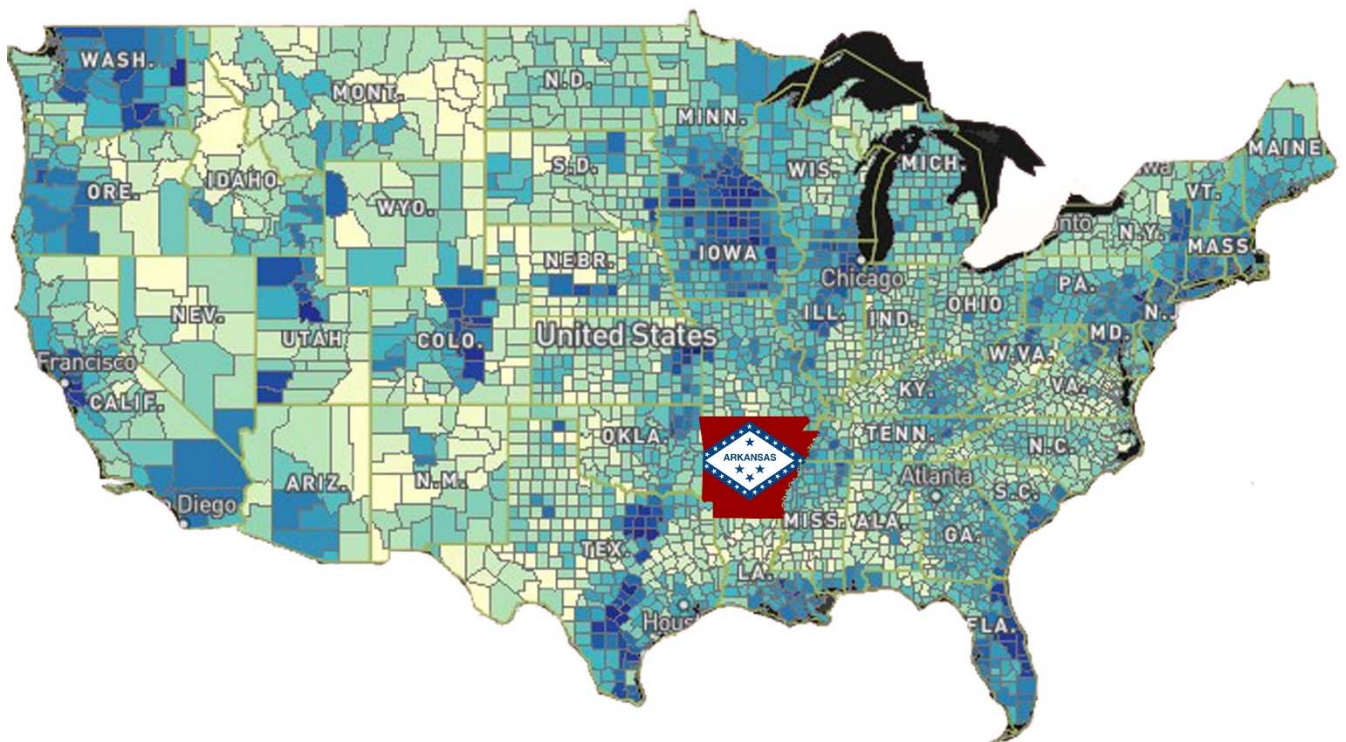 WASH.
MONT.
N.D.
MINN.
MAINE
ORE.
IDAHO
S.D.
WIS.
MICH.
VT.
WYO.
N.Y.
MASS
IOWA
NEBR.
Chicago
PA.
OHIO
NEV.
UTAH
COLO.
United States
ILL.
IND.
MD.
W.VA.
Francisco
CALIF.
KY.
VA.
OKLA.
ARKANSAS
TENN.
N.C.
Diego
ARIZ.
N.M.
Atlanta
S.C.
MISS.
ALA.
GA.
TEX.
LA.